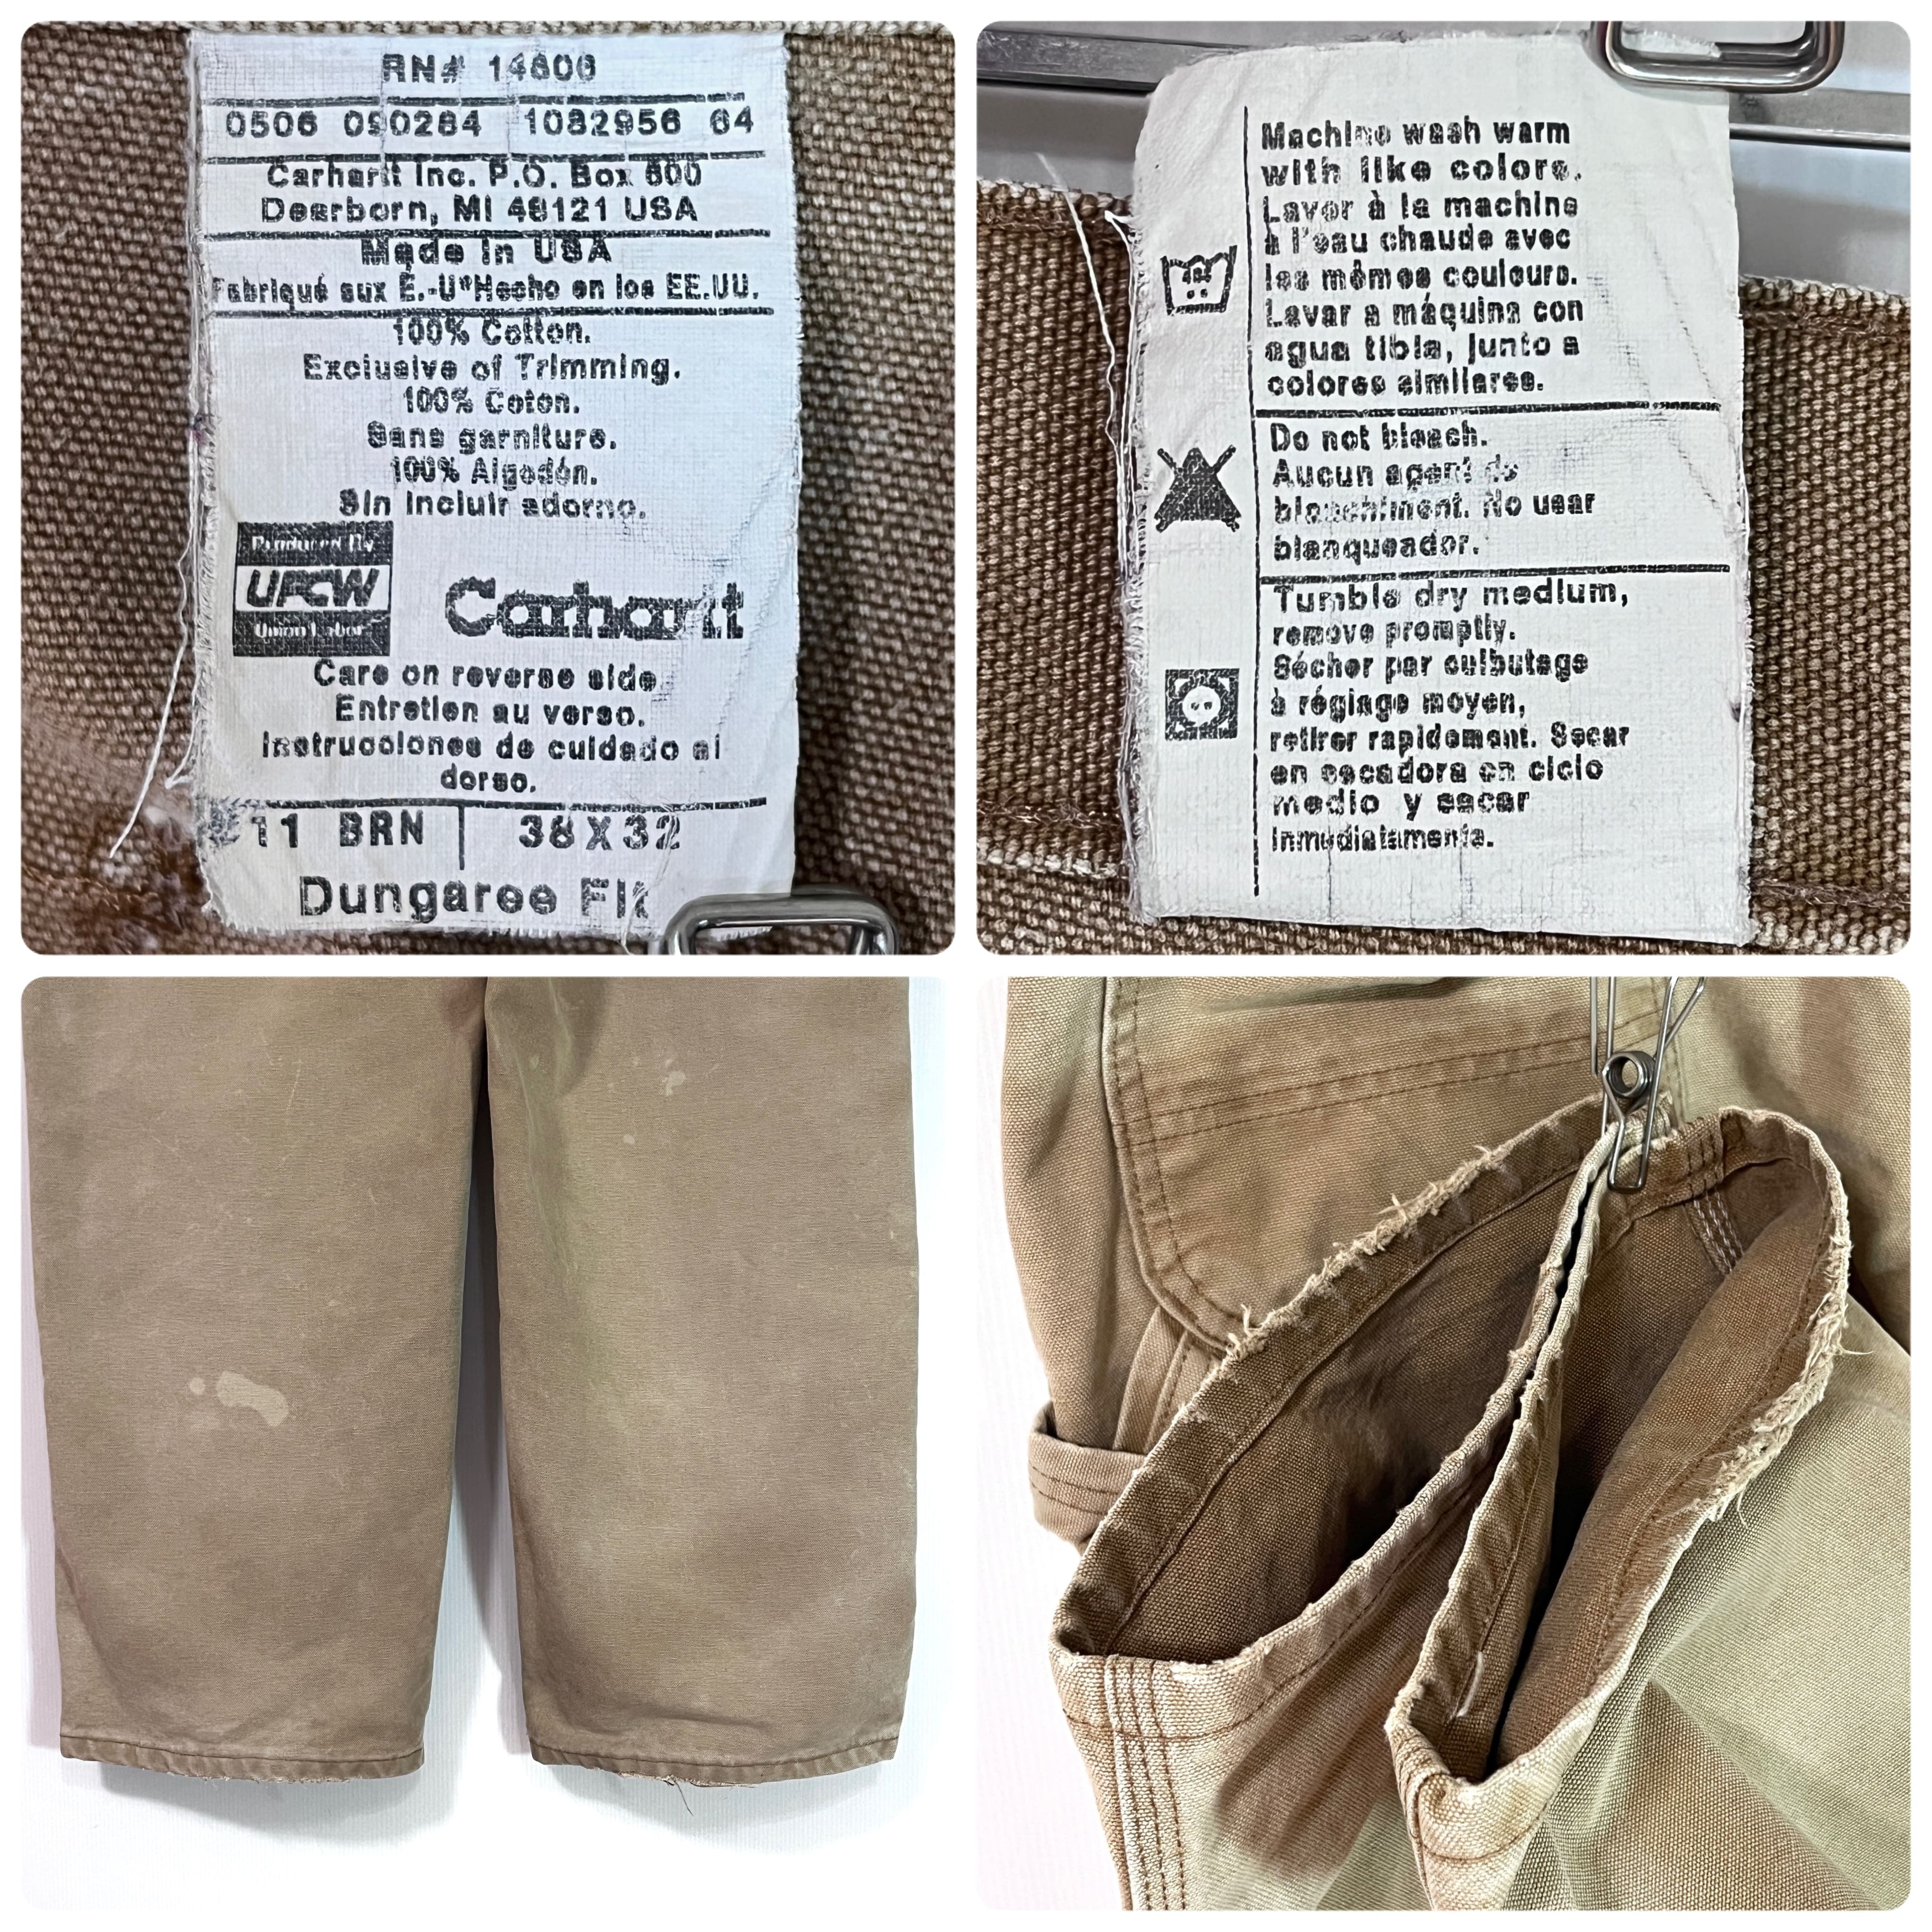 RN# 14806
0506 090284 1082956 64
Carhartt Inc. P.O. Box 600
Dearborn, MI 48121 USA
Made in USA
Fabriqué aux É.-U*Hecho en los EE.UU.
100% Cotton.
Exclusive of Trimming.
100% Coton.
Sans garniture.
100% Algodón.
Sin incluir adorno.
Produced By
UFCW
Union Labor
Carhartt
Care on reverse side
Entretien au verso.
Instrucciones de cuidado al
dorso.
11 BRN 38 X 32
Dungaree Fit
Machine wash warm
with like colors.
Laver à la machine
à l'eau chaude avec
les mêmes couleurs.
Lavar a máquina con
agua tibia, junto a
colores similares.
Do not bleach.
Aucun agent de
blanchiment. No usar
blanqueador.
Tumble dry medium,
remove promptly.
Sécher par culbutage
à réglage moyen,
retirer rapidement. Secar
en secadora en ciclo
medio y sacar
inmediatamente.